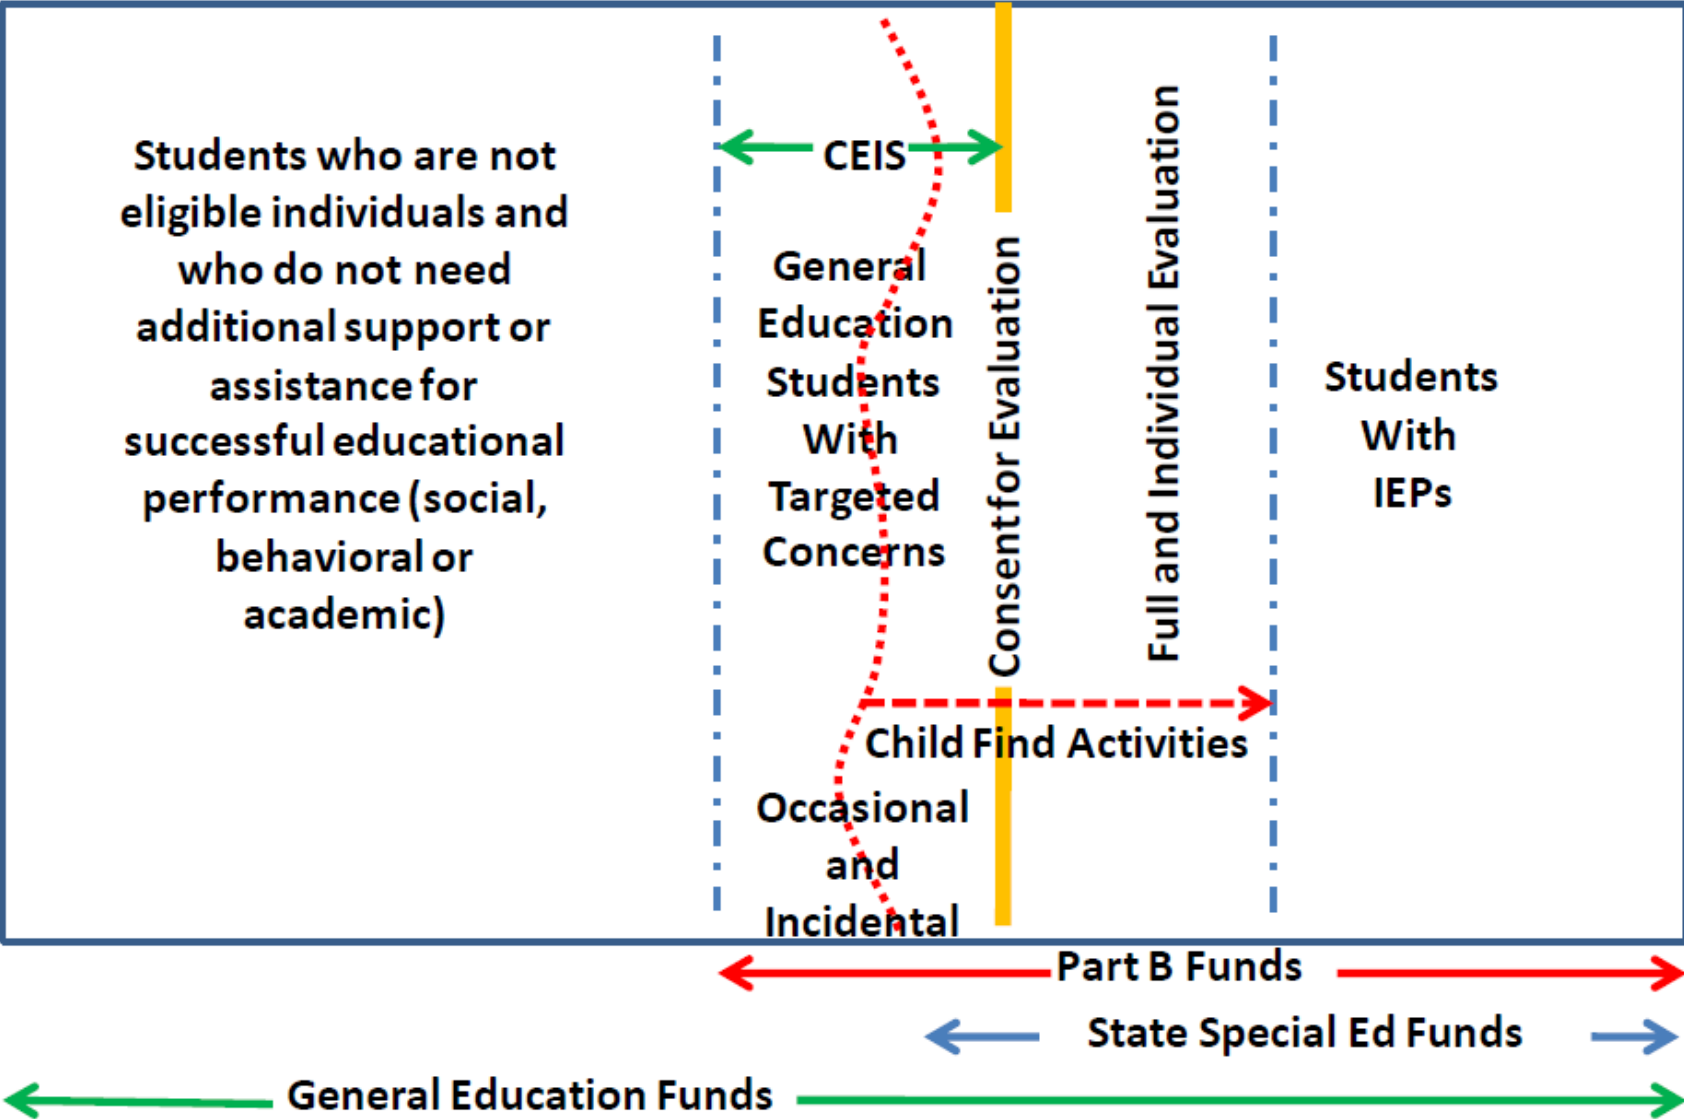 Students who are not
eligible individuals and
who do not need
additional support or
assistance for
successful educational
performance (social,
behavioral or
academic)
CEIS
General
Education
Students
With
Targeted
Concerns
Occasional
and
Incidental
Consent for Evaluation
Full and Individual Evaluation
Child Find Activities
Students
With
IEPs
Part B Funds
State Special Ed Funds
General Education Funds